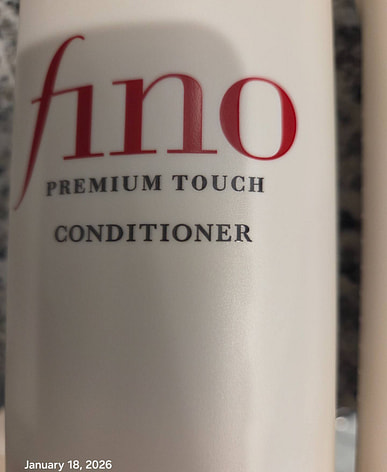 fino
PREMIUM TOUCH
CONDITIONER
January 18, 2026